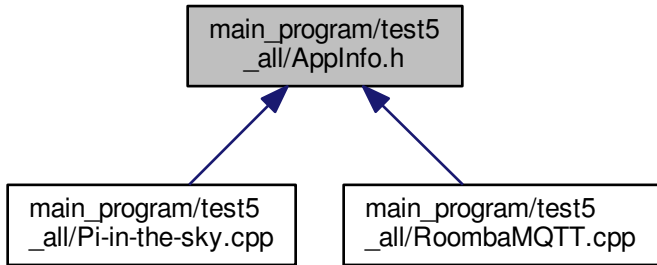 main_program/test5
_all/AppInfo.h
main_program/test5
_all/Pi-in-the-sky.cpp
main_program/test5
_all/RoombaMQTT.cpp